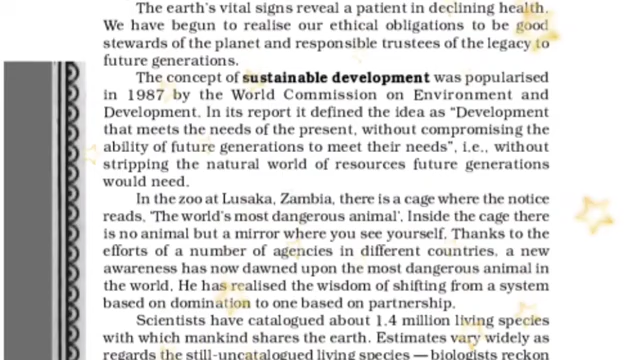 The earth's vital signs reveal a patient in declining health.
We have begun to realise our ethical obligations to be good
stewards of the planet and responsible trustees of the legacy to
future generations.
The concept of sustainable development was popularised
in 1987 by the World Commission on Environment and
Development. In its report it defined the idea as “Development
that meets the needs of the present, without compromising the
ability of future generations to meet their needs”, i.e., without
stripping the natural world of resources future generations
would need.
In the zoo at Lusaka, Zambia, there is a cage where the notice
reads, ‘The world's most dangerous animal’. Inside the cage there
is no animal but a mirror where you see yourself. Thanks to the
efforts of a number of agencies in different countries, a new
awareness has now dawned upon the most dangerous animal in
the world. He has realised the wisdom of shifting from a system
based on domination to one based on partnership.
Scientists have catalogued about 1.4 million living species
with which mankind shares the earth. Estimates vary widely as
regards the still-uncatalogued living species — biologists reckon